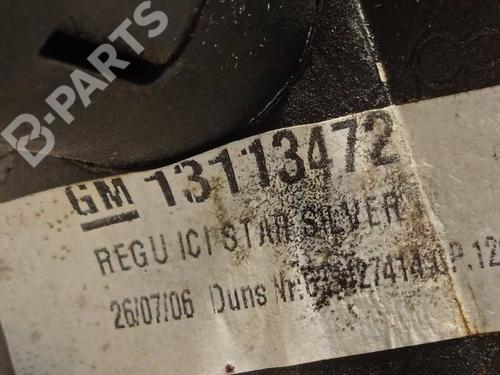 B-PARTS
GM 13113472
REGU ICI STAR SILVER
26/07/06 Duns Nr.